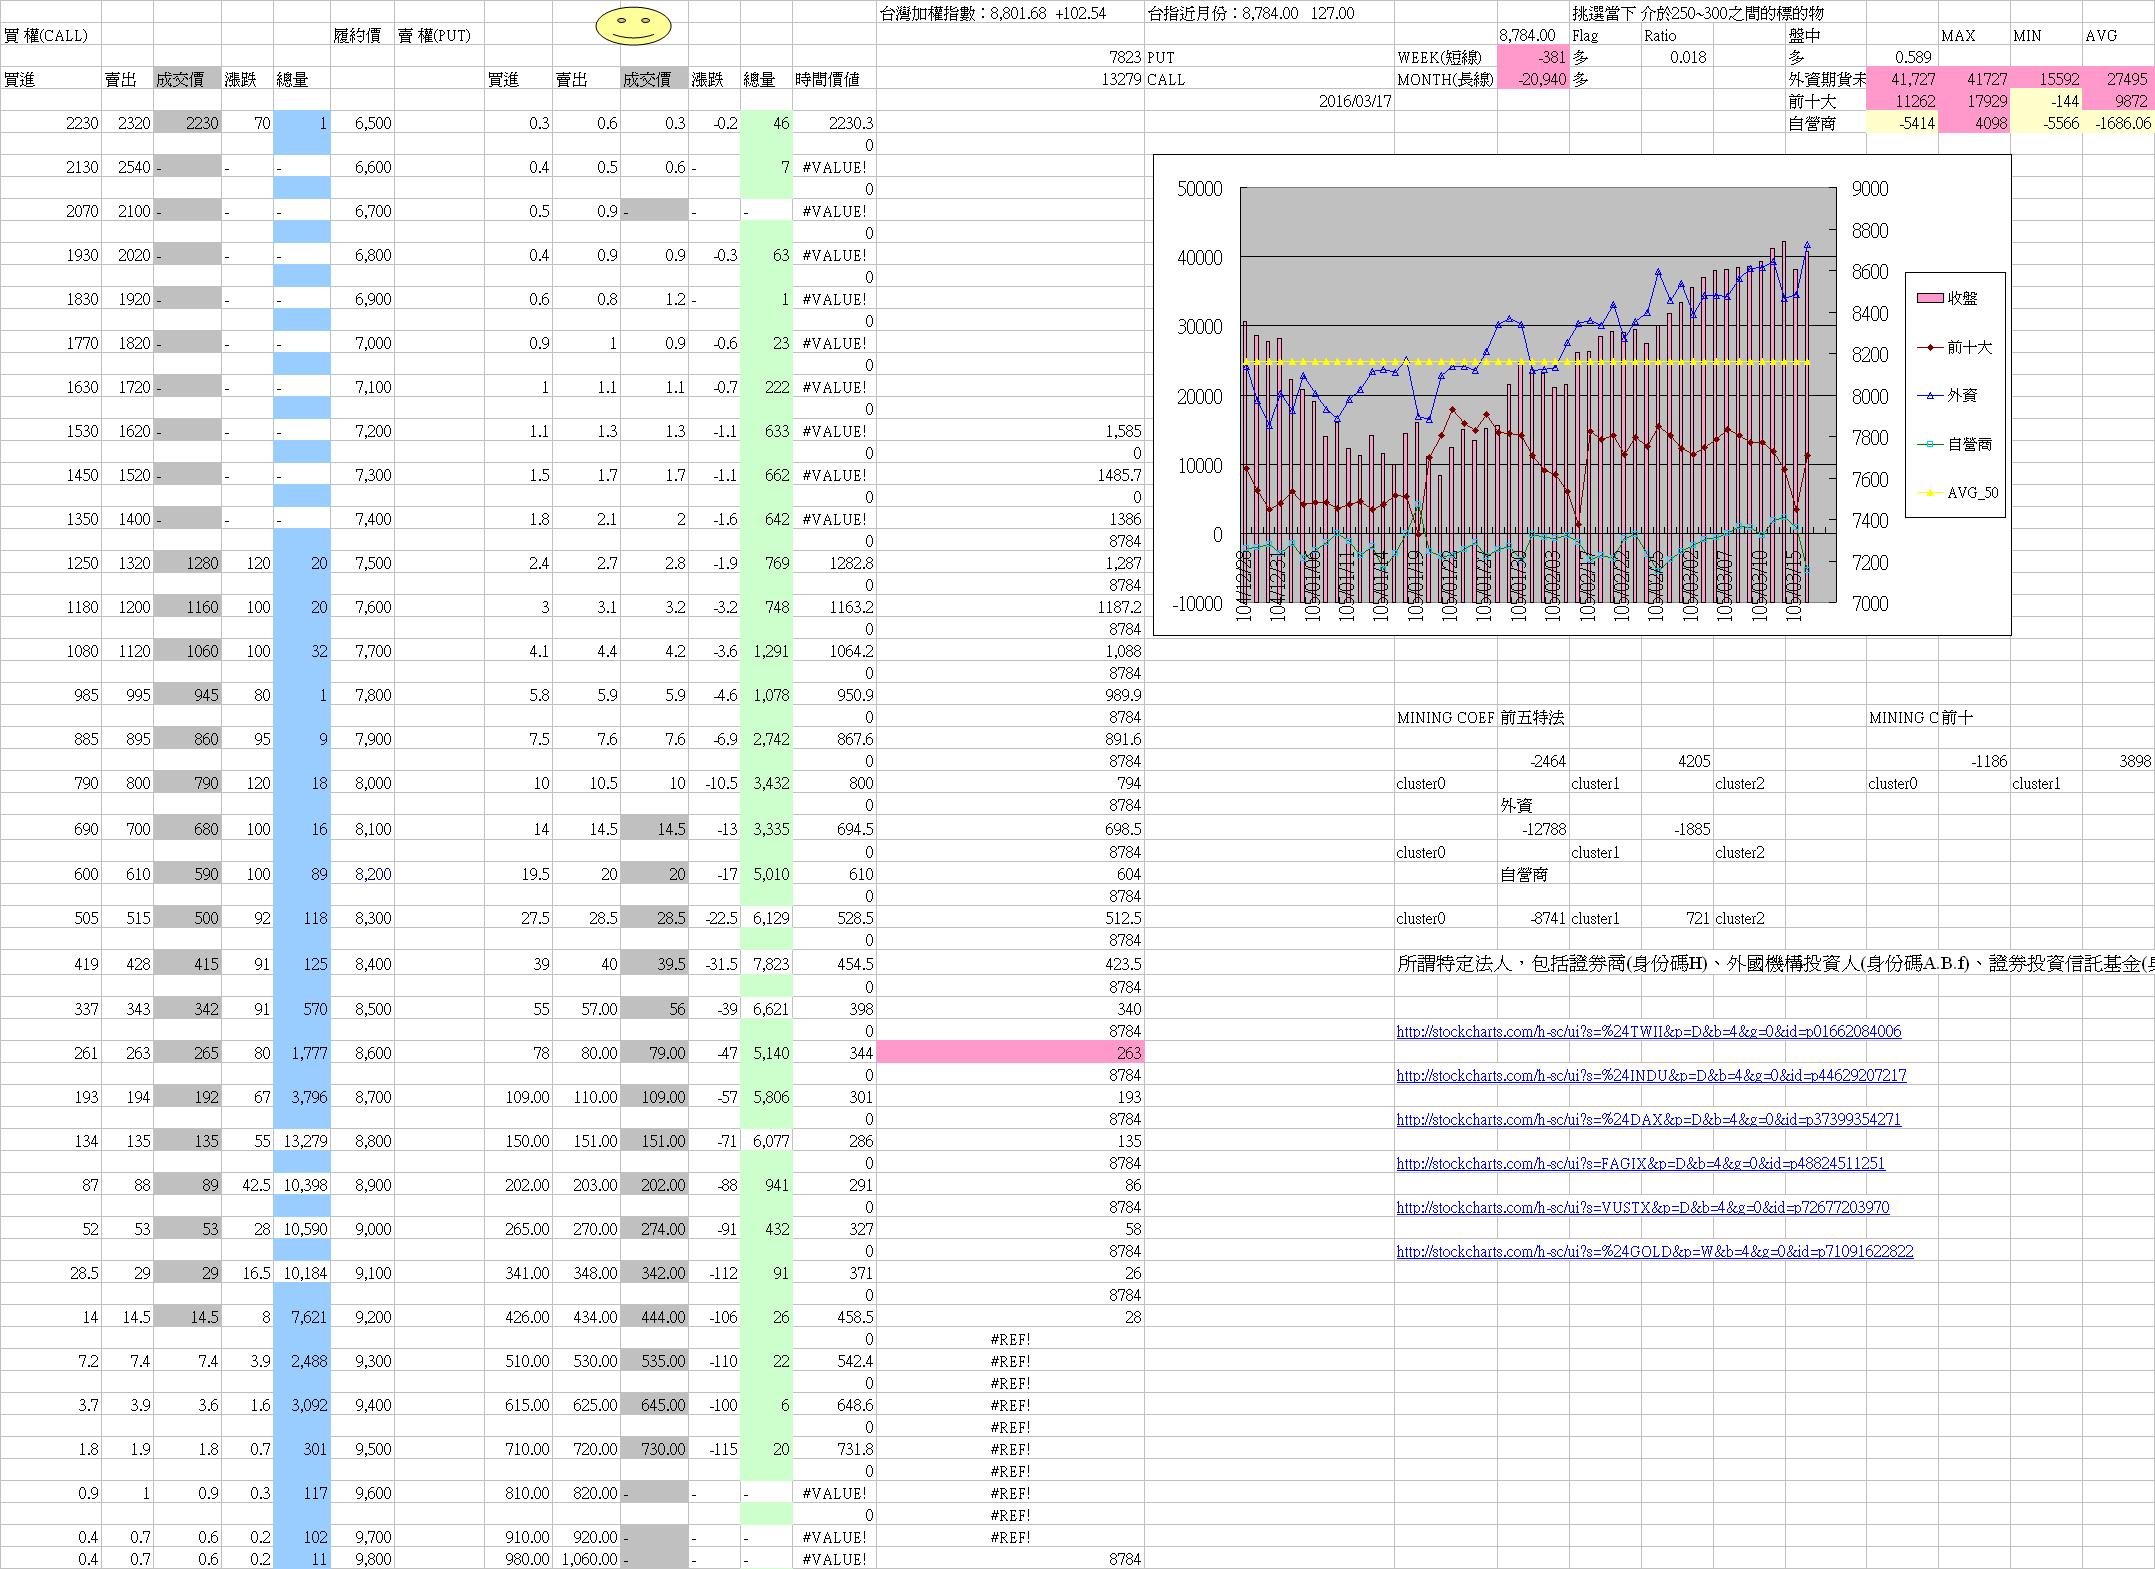 台灣加權指數：8,801.68 +102.54 台指近月份：8,784.00 127.00 挑選當下 介於250~300之間的標的物
買 權(CALL) 履約價 賣 權(PUT) 8,784.00 Flag Ratio 盤中 MAX MIN AVG
7823 PUT WEEK(短線) -381 多 0.018 多 0.589
買進 賣出 成交價 漲跌 總量 買進 賣出 成交價 漲跌 總量 時間價值 13279 CALL MONTH(長線) -20,940 多 外資期貨未 41,727 41727 15592 27495
2016/03/17 前十大 11262 17929 -144 9872
2230 2320 2230 70 1 6,500 0.3 0.6 0.3 -0.2 46 2230.3 自營商 -5414 4098 -5566 -1686.06
0
2130 2540 - - - 6,600 0.4 0.5 0.6 - 7 #VALUE!
0
2070 2100 - - - 6,700 0.5 0.9 - - - #VALUE!
0
1930 2020 - - - 6,800 0.4 0.9 0.9 -0.3 63 #VALUE!
0
1830 1920 - - - 6,900 0.6 0.8 1.2 - 1 #VALUE!
0
1770 1820 - - - 7,000 0.9 1 0.9 -0.6 23 #VALUE!
0
1630 1720 - - - 7,100 1 1.1 1.1 -0.7 222 #VALUE!
0
1530 1620 - - - 7,200 1.1 1.3 1.3 -1.1 633 #VALUE! 1,585
0 0
1450 1520 - - - 7,300 1.5 1.7 1.7 -1.1 662 #VALUE! 1485.7
0 0
1350 1400 - - - 7,400 1.8 2.1 2 -1.6 642 #VALUE! 1386
0 8784
1250 1320 1280 120 20 7,500 2.4 2.7 2.8 -1.9 769 1282.8 1,287
0 8784
1180 1200 1160 100 20 7,600 3 3.1 3.2 -3.2 748 1163.2 1187.2
0 8784
1080 1120 1060 100 32 7,700 4.1 4.4 4.2 -3.6 1,291 1064.2 1,088
0 8784
985 995 945 80 1 7,800 5.8 5.9 5.9 -4.6 1,078 950.9 989.9
50000 9000
8800
40000 8600
30000 8400
8200
20000 8000
7800
10000 7600
0 7400
7200
-10000 7000
104/12/28 104/12/31 105/01/06 105/01/11 105/01/14 105/01/19 105/01/22 105/01/27 105/01/30 105/02/03 105/02/17 105/02/22 105/02/25 105/03/02 105/03/07 105/03/10 105/03/15
收盤
前十大
外資
自營商
AVG_50
0 8784 MINING COEF 前五特法 MINING C 前十
885 895 860 95 9 7,900 7.5 7.6 7.6 -6.9 2,742 867.6 891.6
0 8784 -2464 4205 -1186 3898
790 800 790 120 18 8,000 10 10.5 10 -10.5 3,432 800 794 cluster0 cluster1 cluster2 cluster0 cluster1
0 8784 外資
690 700 680 100 16 8,100 14 14.5 14.5 -13 3,335 694.5 698.5 -12788 -1885
0 8784 cluster0 cluster1 cluster2
600 610 590 100 89 8,200 19.5 20 20 -17 5,010 610 604 自營商
0 8784
505 515 500 92 118 8,300 27.5 28.5 28.5 -22.5 6,129 528.5 512.5 cluster0 -8741 cluster1 721 cluster2
0 8784
419 428 415 91 125 8,400 39 40 39.5 -31.5 7,823 454.5 423.5 所謂特定法人，包括證券商(身份碼H)、外國機構投資人(身份碼A.B.f)、證券投資信託基金(
0 8784
337 343 342 91 570 8,500 55 57.00 56 -39 6,621 398 340
0 8784 http://stockcharts.com/h-sc/ui?s=%24TWII&p=D&b=4&g=0&id=p01662084006
261 263 265 80 1,777 8,600 78 80.00 79.00 -47 5,140 344 263
0 8784 http://stockcharts.com/h-sc/ui?s=%24INDU&p=D&b=4&g=0&id=p44629207217
193 194 192 67 3,796 8,700 109.00 110.00 109.00 -57 5,806 301 193
0 8784 http://stockcharts.com/h-sc/ui?s=%24DAX&p=D&b=4&g=0&id=p37399354271
134 135 135 55 13,279 8,800 150.00 151.00 151.00 -71 6,077 286 135
0 8784 http://stockcharts.com/h-sc/ui?s=FAGIX&p=D&b=4&g=0&id=p48824511251
87 88 89 42.5 10,398 8,900 202.00 203.00 202.00 -88 941 291 86
0 8784 http://stockcharts.com/h-sc/ui?s=VUSTX&p=D&b=4&g=0&id=p72677203970
52 53 53 28 10,590 9,000 265.00 270.00 274.00 -91 432 327 58
0 8784 http://stockcharts.com/h-sc/ui?s=%24GOLD&p=W&b=4&g=0&id=p71091622822
28.5 29 29 16.5 10,184 9,100 341.00 348.00 342.00 -112 91 371 26
0 8784
14 14.5 14.5 8 7,621 9,200 426.00 434.00 444.00 -106 26 458.5 28
0 #REF!
7.2 7.4 7.4 3.9 2,488 9,300 510.00 530.00 535.00 -110 22 542.4 #REF!
0 #REF!
3.7 3.9 3.6 1.6 3,092 9,400 615.00 625.00 645.00 -100 6 648.6 #REF!
0 #REF!
1.8 1.9 1.8 0.7 301 9,500 710.00 720.00 730.00 -115 20 731.8 #REF!
0 #REF!
0.9 1 0.9 0.3 117 9,600 810.00 820.00 - - - #VALUE! #REF!
0 #REF!
0.4 0.7 0.6 0.2 102 9,700 910.00 920.00 - - - #VALUE! #REF!
0.4 0.7 0.6 0.2 11 9,800 980.00 1,060.00 - - - #VALUE! 8784